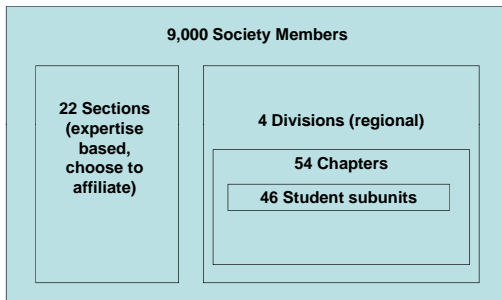 9,000 Society Members
22 Sections
(expertise
based,
choose to
affiliate)
4 Divisions (regional)
54 Chapters
46 Student subunits